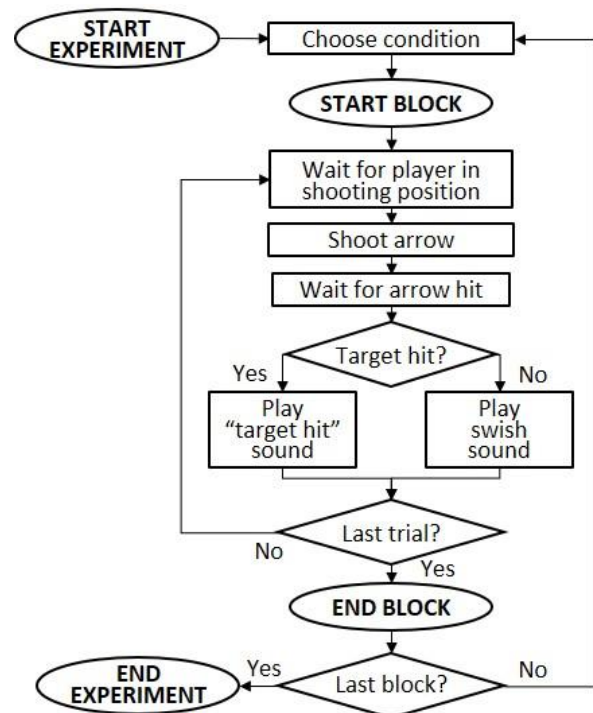 START
EXPERIMENT
Choose condition
START BLOCK
Wait for player in
shooting position
Shoot arrow
Wait for arrow hit
Target hit?
Yes
No
Play
“target hit”
sound
Play
swish
sound
Last trial?
No
Yes
END BLOCK
END
EXPERIMENT
Yes
Last block?
No